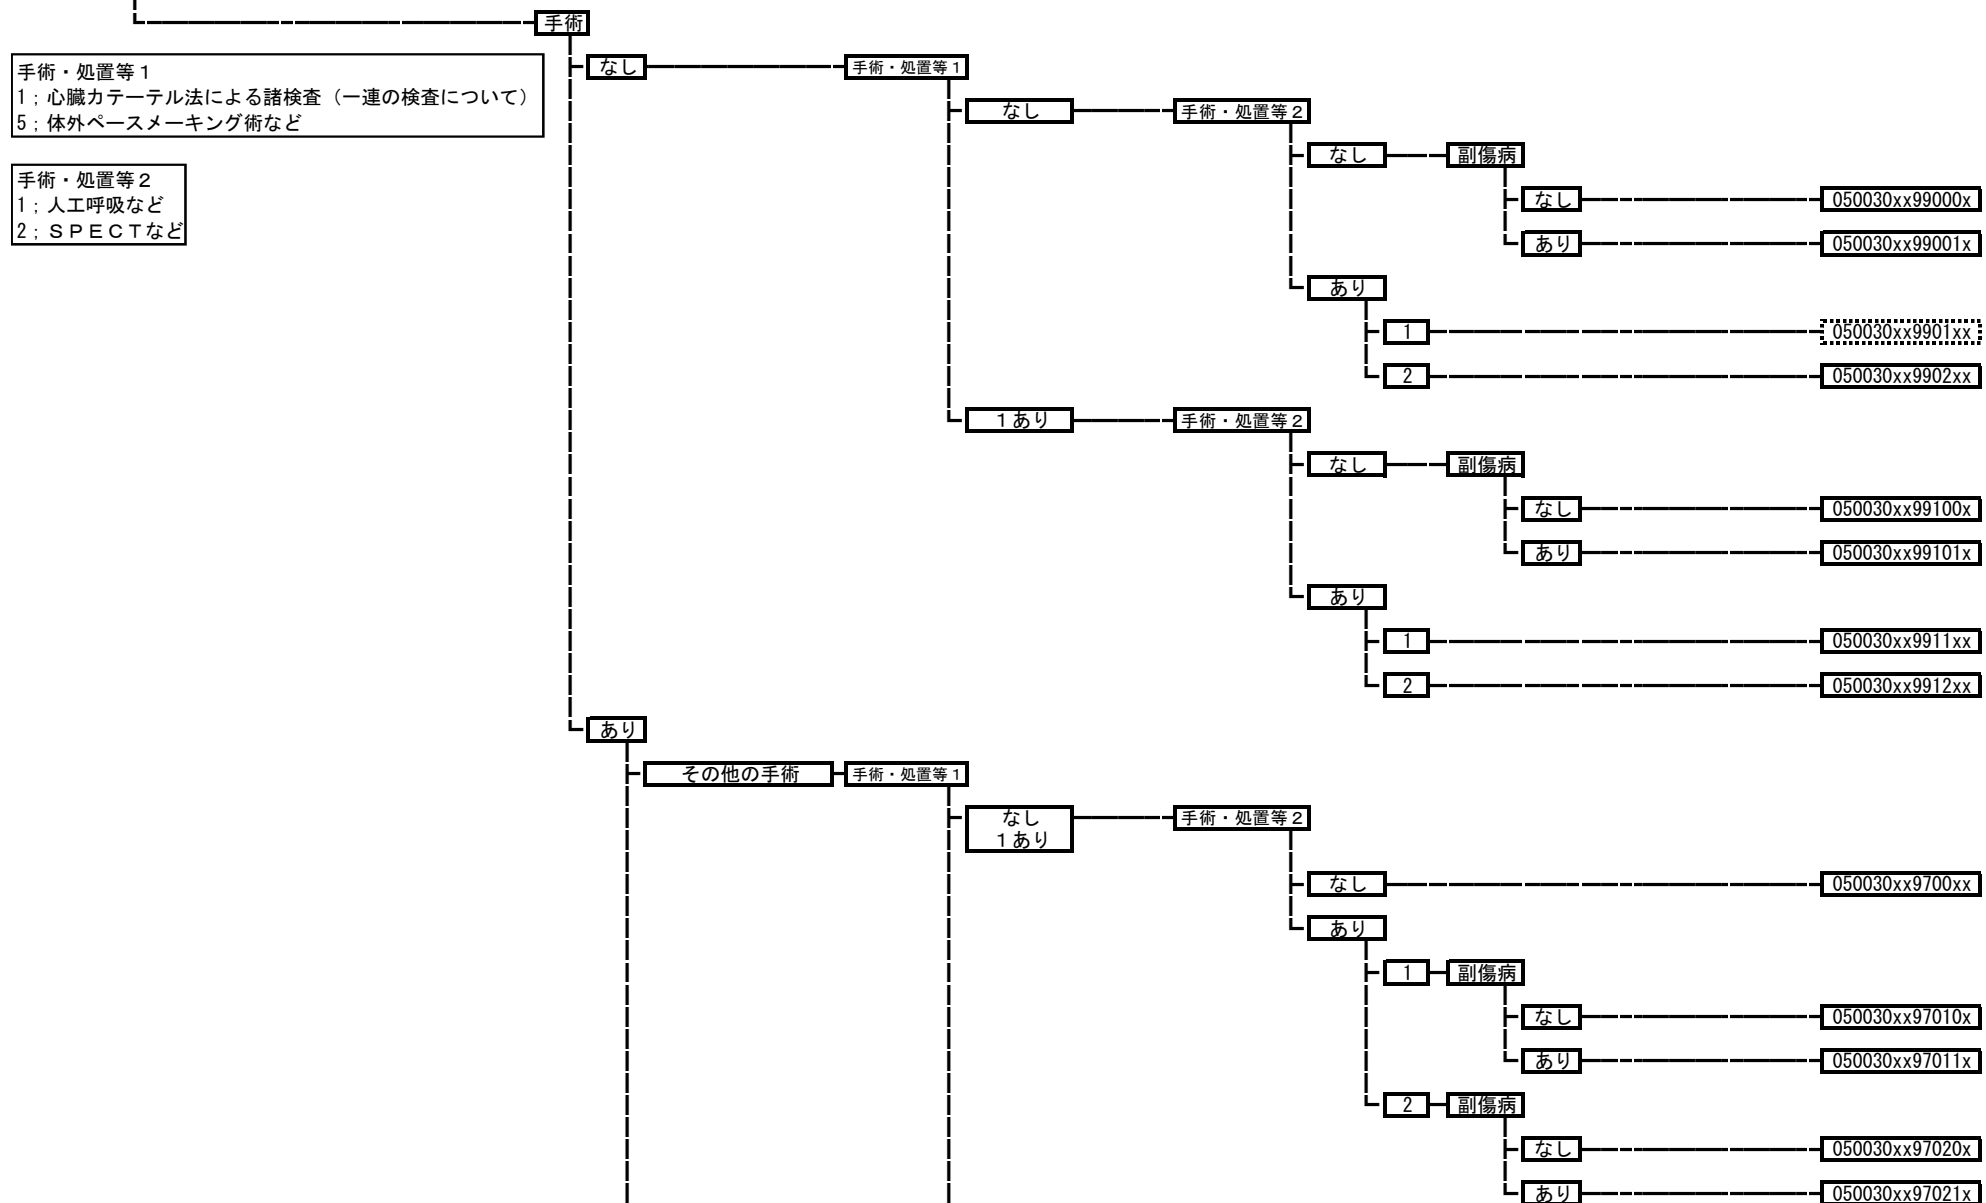 手術
なし
手術・処置等1
手術・処置等1
1;心臓カテーテル法による諸検査(一連の検査について)
5;体外ペースメーキング術など
なし
手術・処置等2
なし
副傷病
手術・処置等2
1;人工呼吸など
2;SPECTなど
なし
050030xx99000x
あり
050030xx99001x
あり
1
050030xx9901xx
2
050030xx9902xx
1あり
手術・処置等2
なし
副傷病
なし
050030xx99100x
あり
050030xx99101x
あり
1
050030xx9911xx
2
050030xx9912xx
あり
その他の手術
手術・処置等1
なし
1あり
手術・処置等2
なし
050030xx9700xx
あり
1
副傷病
なし
050030xx97010x
あり
050030xx97011x
2
副傷病
なし
050030xx97020x
あり
050030xx97021x